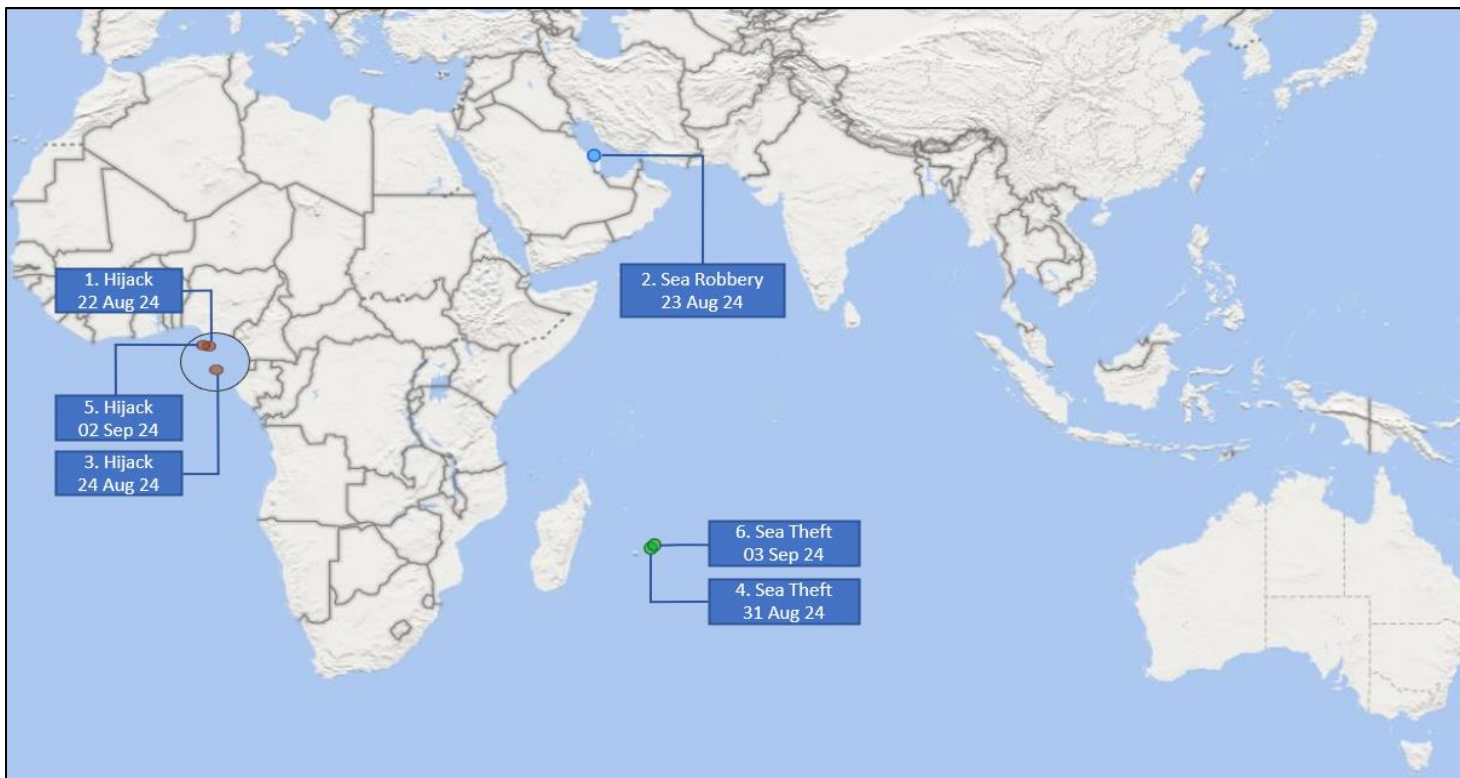 1. Hijack
22 Aug 24
2. Sea Robbery
23 Aug 24
5. Hijack
02 Sep 24
3. Hijack
24 Aug 24
6. Sea Theft
03 Sep 24
4. Sea Theft
31 Aug 24